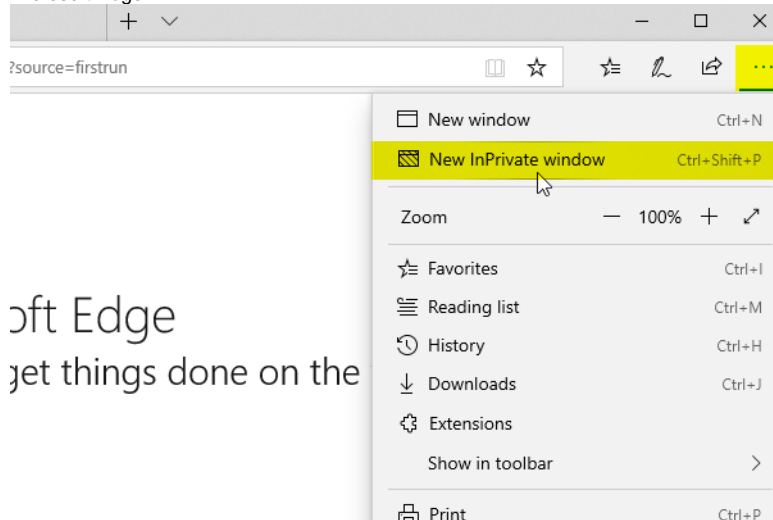 ?source=firstrun
New window Ctrl+N
New InPrivate window Ctrl+Shift+P
Zoom — 100% +
Favorites Ctrl+I
Reading list Ctrl+M
oft Edge
History Ctrl+H
get things done on the
Downloads Ctrl+J
Extensions
Show in toolbar
Print Ctrl+P